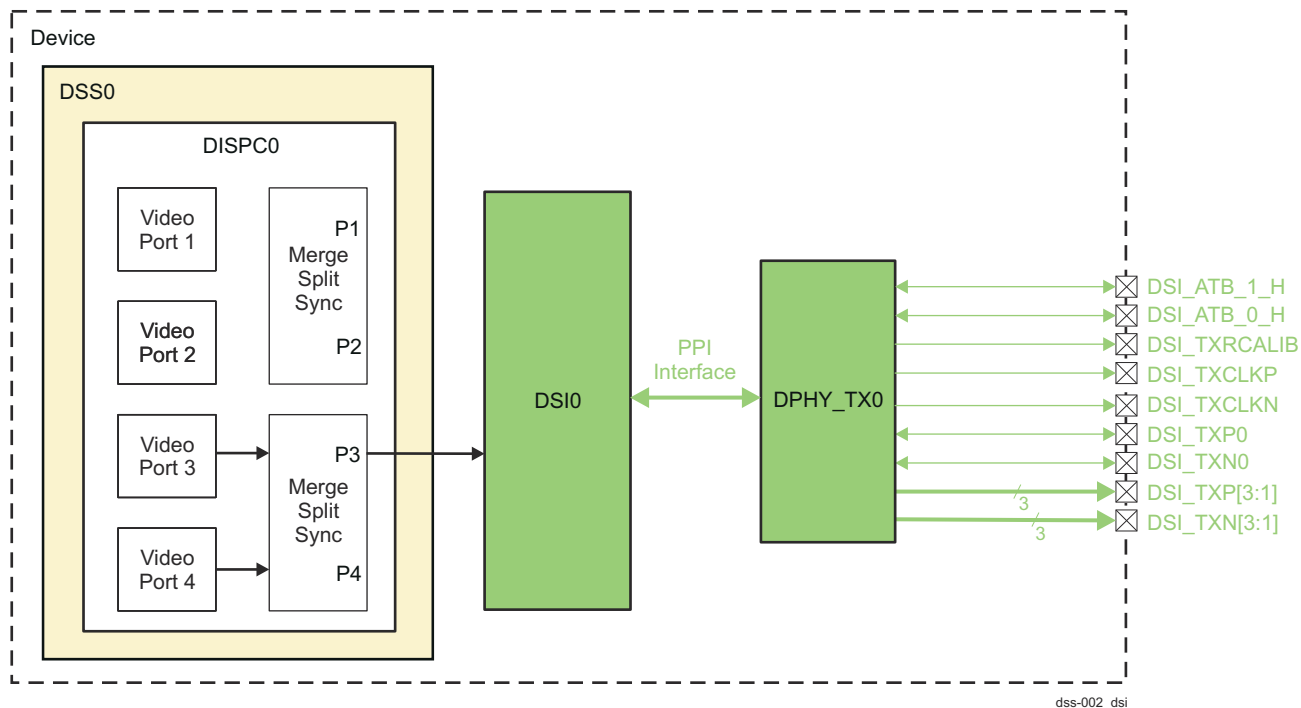 Device
DSS0
DISPC0
Video
Port 1
P1
Merge
Split
Sync
P2
Video
Port 2
Video
Port 3
P3
Merge
Split
Sync
P4
Video
Port 4
DSI0
PPI
Interface
DPHY_TX0
DSI_ATB_1_H
DSI_ATB_0_H
DSI_TXRCALIB
DSI_TXCLKP
DSI_TXCLKN
DSI_TXP0
DSI_TXN0
3
DSI_TXP[3:1]
3
DSI_TXN[3:1]
dss-002_dsi